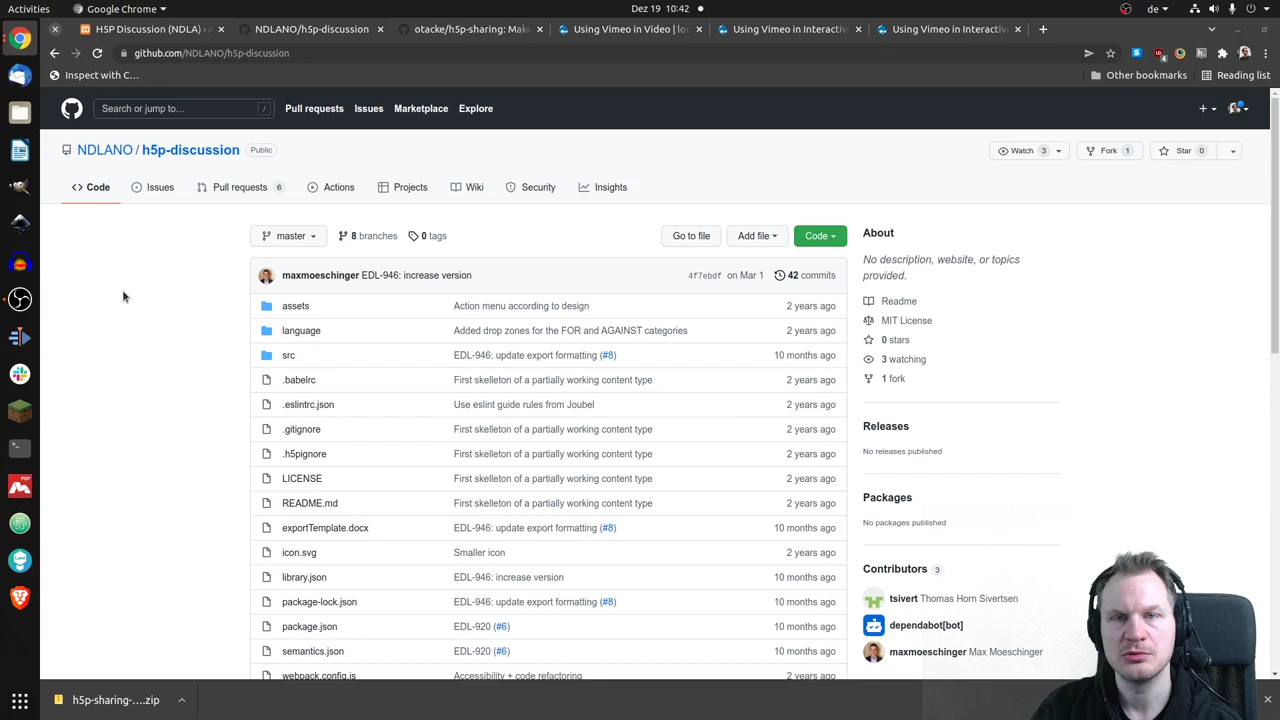 Activities Google Chrome Dez 19 10:42 de
H5P Discussion (NDLA) ‹ NDLANO/h5p-discussion otacke/h5p-sharing: Make Using Vimeo in Video | loc Using Vimeo in Interactive Using Vimeo in Interactive
github.com/NDLANO/h5p-discussion
Inspect with C… Other bookmarks Reading list
Search or jump to… / Pull requests Issues Marketplace Explore
NDLANO / h5p-discussion Public Watch 3 Fork 1 Star 0
Code Issues Pull requests 6 Actions Projects Wiki Security Insights
master 8 branches 0 tags Go to file Add file Code
About
No description, website, or topics
provided.
Readme
MIT License
0 stars
3 watching
1 fork
maxmoeschinger EDL-946: increase version 4f7ebdf on Mar 1 42 commits
assets Action menu according to design 2 years ago
language Added drop zones for the FOR and AGAINST categories 2 years ago
src EDL-946: update export formatting (#8) 10 months ago
.babelrc First skelleton of a partially working content type 2 years ago
.eslintrc.json Use eslint guide rules from Joubel 2 years ago
.gitignore First skelleton of a partially working content type 2 years ago
.h5pignore First skelleton of a partially working content type 2 years ago
LICENSE First skelleton of a partially working content type 2 years ago
README.md First skelleton of a partially working content type 2 years ago
exportTemplate.docx EDL-946: update export formatting (#8) 10 months ago
icon.svg Smaller icon 2 years ago
library.json EDL-946: increase version 10 months ago
package-lock.json EDL-946: update export formatting (#8) 10 months ago
package.json EDL-920 (#6) 10 months ago
semantics.json EDL-920 (#6) 10 months ago
webpack.config.js Accessibility + code refactoring 2 years ago
Releases
No releases published
Packages
No packages published
Contributors 3
tsivert Thomas Horn Sivertsen
dependabot[bot]
maxmoeschinger Max Moeschinger
h5p-sharing-....zip